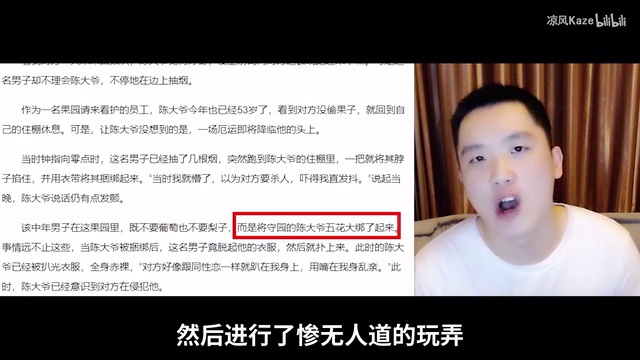 凉风Kaze bilibili
名男子却不理会陈大爷，不停地在边上抽烟。
作为一名果园请来看护的员工，陈大爷今年也已经53岁了，看到对方没偷果子，就回到自
己的住棚休息。可是，让陈大爷没想到的是，一场厄运即将降临他的头上。
当时钟指向零点时，这名男子已经抽了几根烟，突然跑到陈大爷的住棚里，一把就将其脖
子掐住，并用衣带将其捆绑起来。“当时我就懵了，以为对方要杀人，吓得我直发抖。”说起当
晚，陈大爷说话仍有点发颤。
该中年男子在这果园里，既不要葡萄也不要梨子，而是将守园的陈大爷五花大绑了起来。
事情远不止这些，当陈大爷被捆绑后，这名男子竟脱起他的衣服，然后就扑上来。此时的陈大
爷已经被扒光衣服，全身赤裸，“对方好像跟同性恋一样就趴在我身上，用嘴在我身乱亲。”此
时，陈大爷已经意识到对方在侵犯他。
然后进行了惨无人道的玩弄